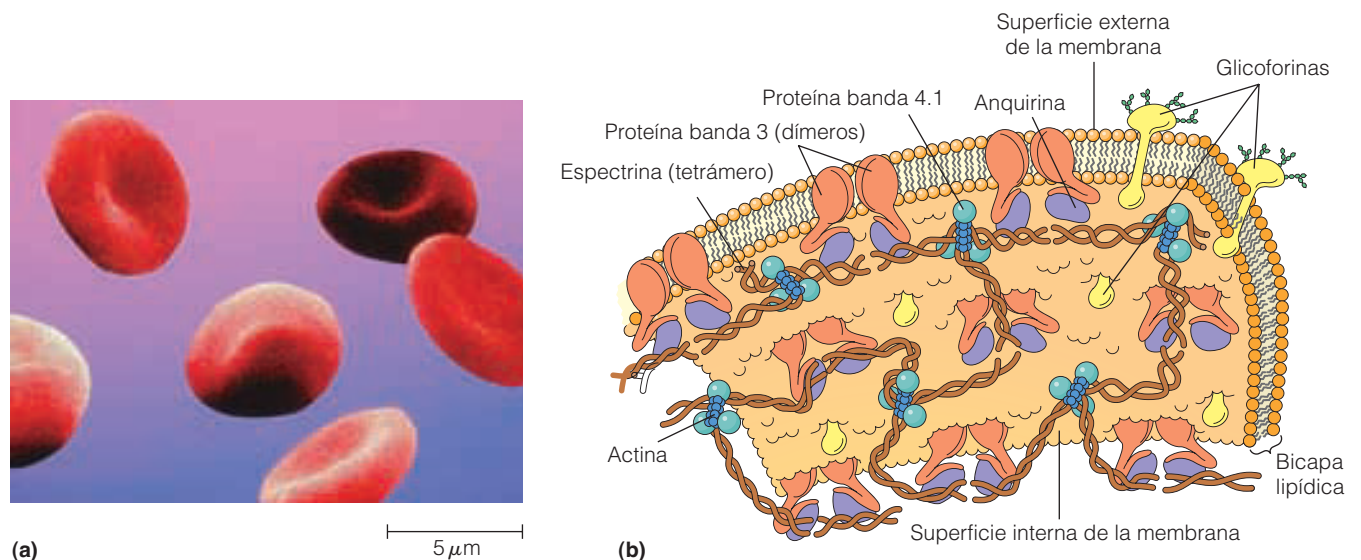 5 μm
(a)
Superficie externa
de la membrana
Glicoforinas
Proteína banda 4.1
Anquirina
Proteína banda 3 (dímeros)
Espectrina (tetrámero)
Actina
Bicapa
lipídica
Superficie interna de la membrana
(b)